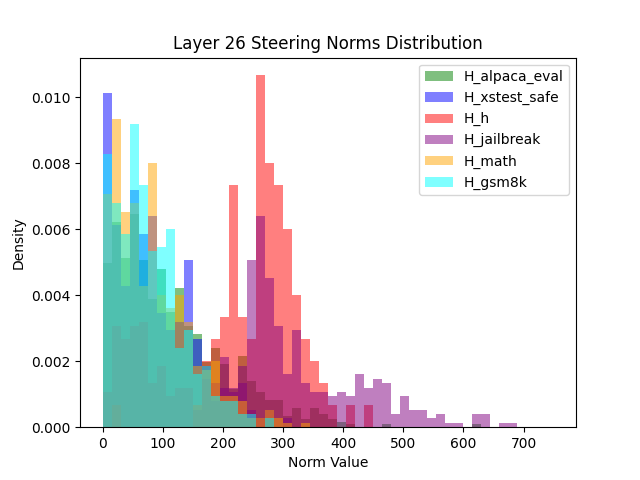 Layer 26 Steering Norms Distribution
H_alpaca_eval
H_xstest_safe
H_h
H_jailbreak
H_math
H_gsm8k
0.010
0.008
0.006
0.004
0.002
0.000
Density
0 100 200 300 400 500 600 700
Norm Value